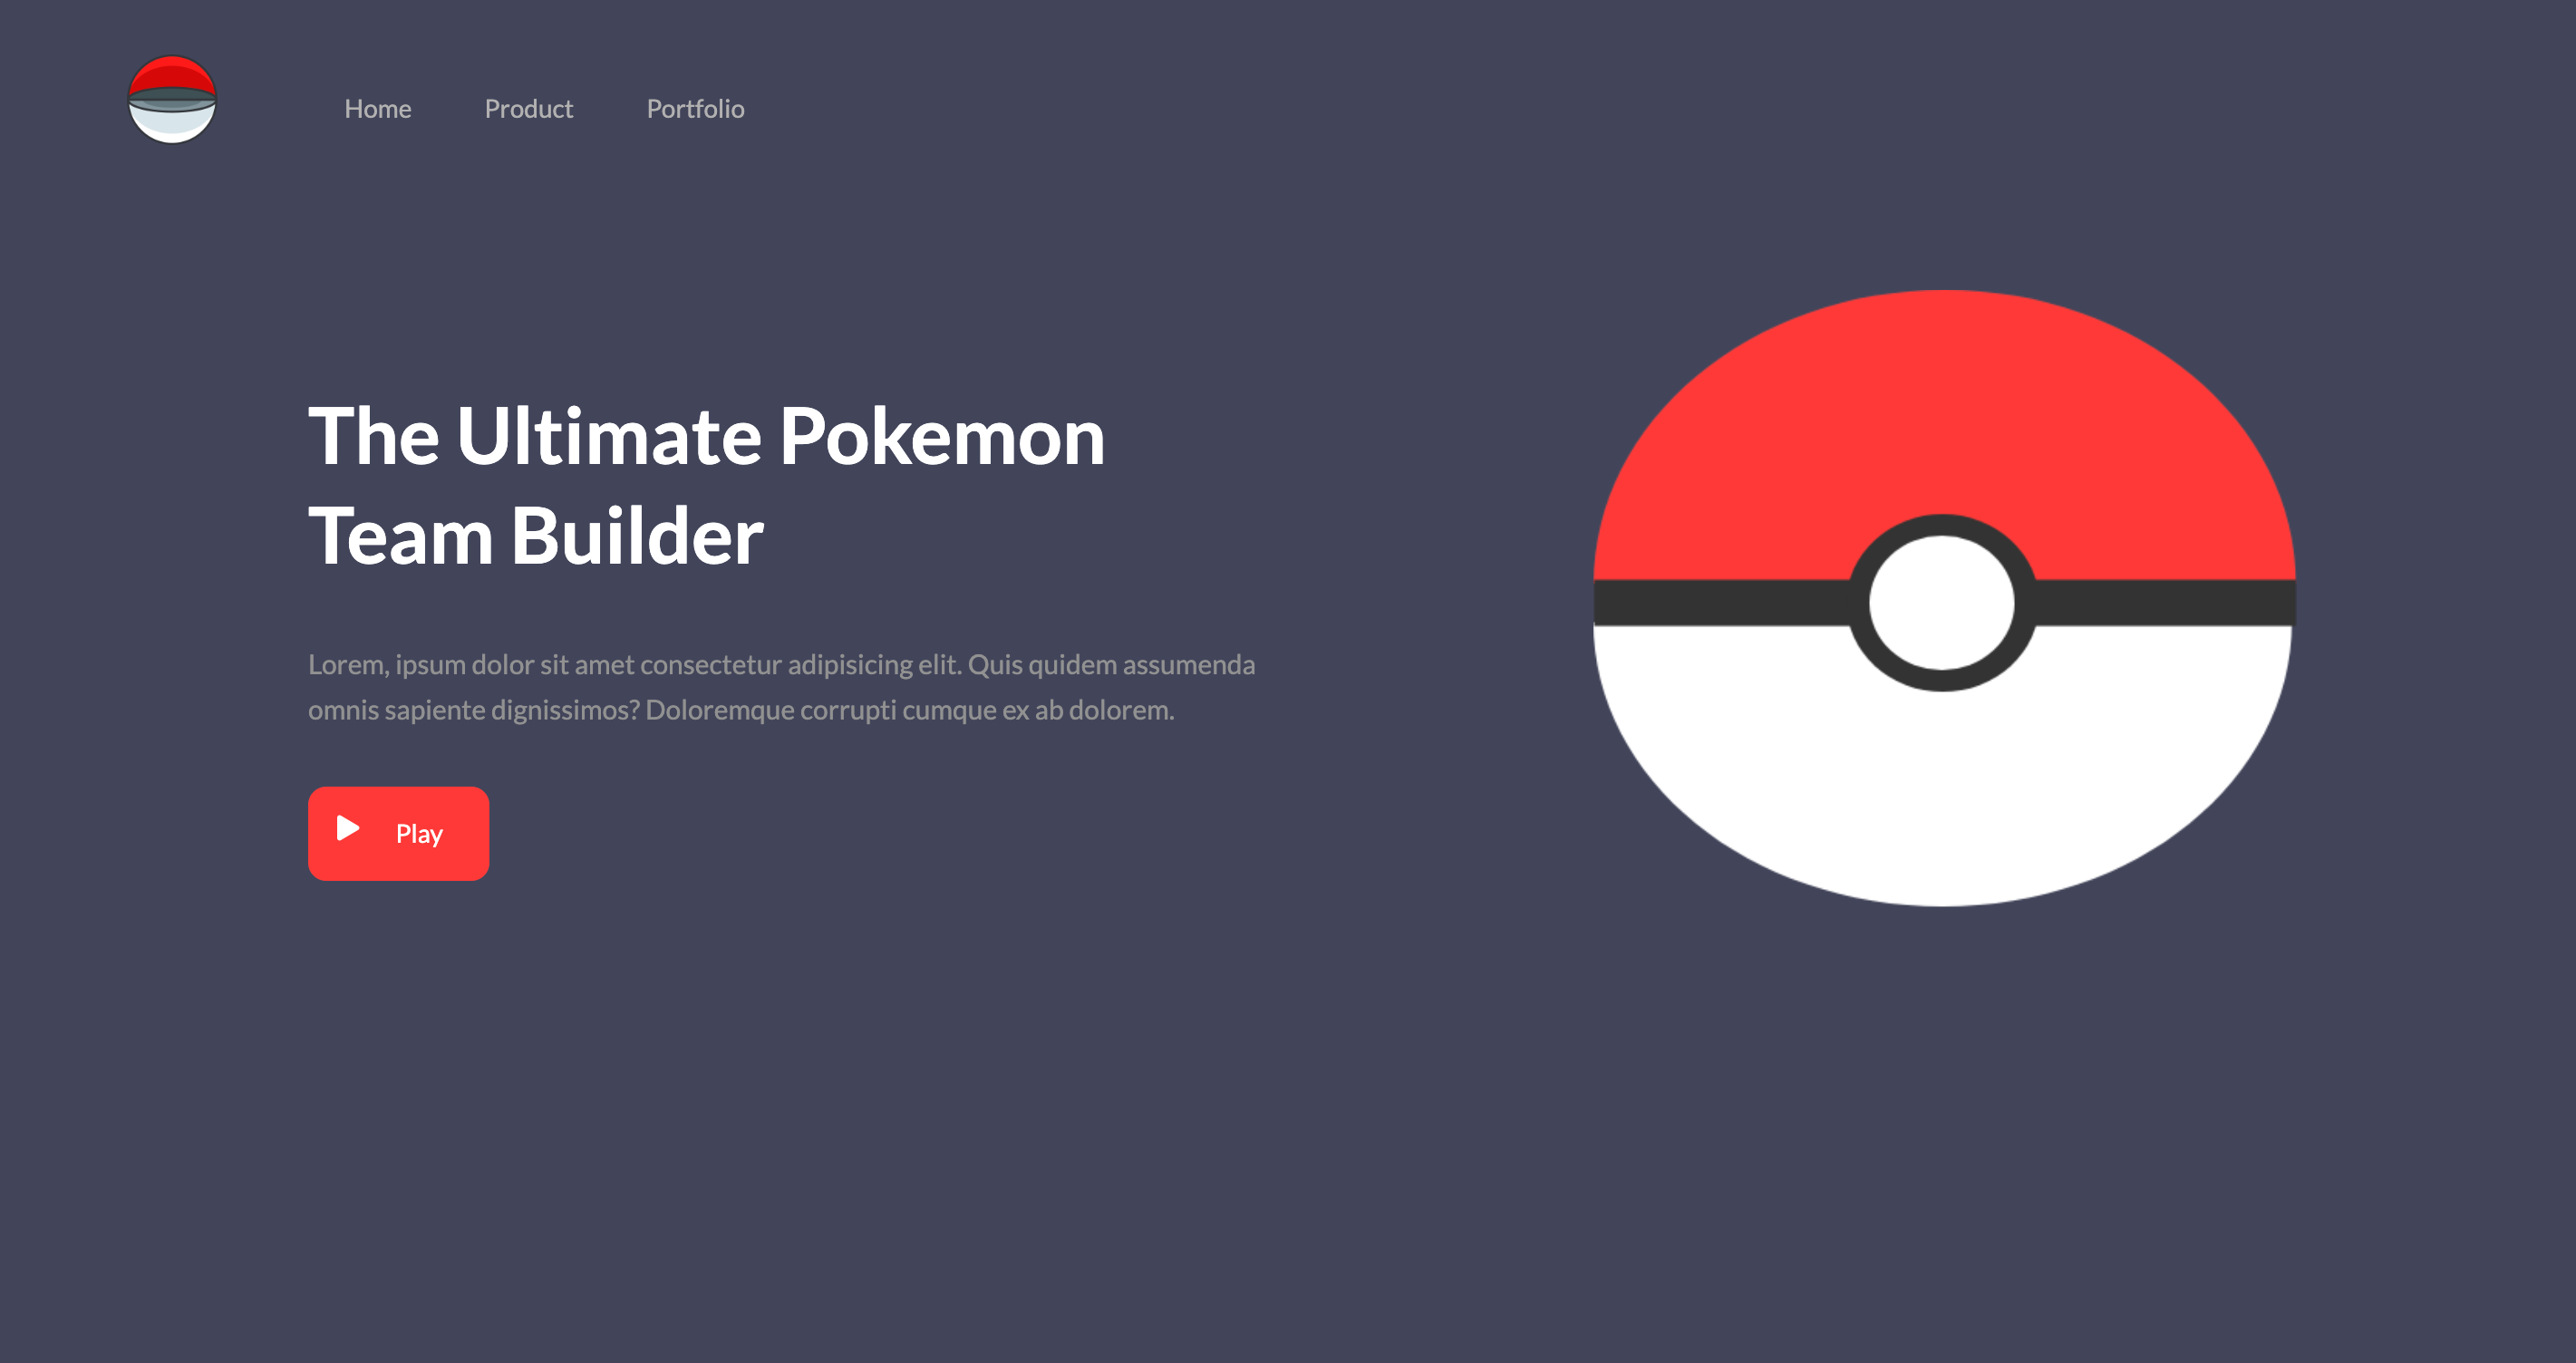 Home Product Portfolio
The Ultimate Pokemon
Team Builder
Lorem, ipsum dolor sit amet consectetur adipisicing elit. Quis quidem assumenda
omnis sapiente dignissimos? Doloremque corrupti cumque ex ab dolorem.
Play